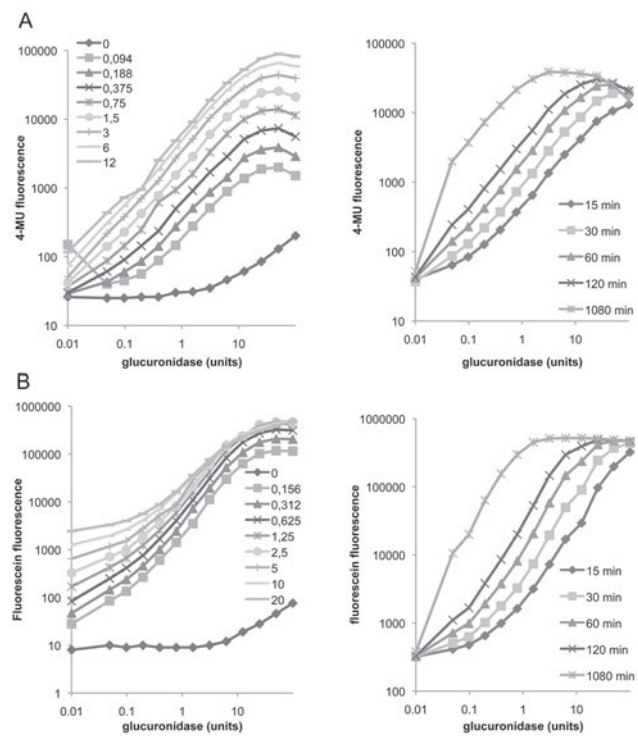 A
4-MU fluorescence
100000
10000
1000
100
10
0.01
0.1
1
10
glucuronidase (units)
0
0,094
0,188
0,375
0,75
1,5
3
6
12
4-MU fluorescence
100000
10000
1000
100
10
0.01
0.1
1
10
glucuronidase (units)
15 min
30 min
60 min
120 min
1080 min
B
Fluorescein fluorescence
1000000
100000
10000
1000
100
10
1
0.01
0.1
1
10
glucuronidase (units)
0
0,156
0,312
0,625
1,25
2,5
5
10
20
fluorescein fluorescence
1000000
100000
10000
1000
100
0.01
0.1
1
10
glucuronidase (units)
15 min
30 min
60 min
120 min
1080 min